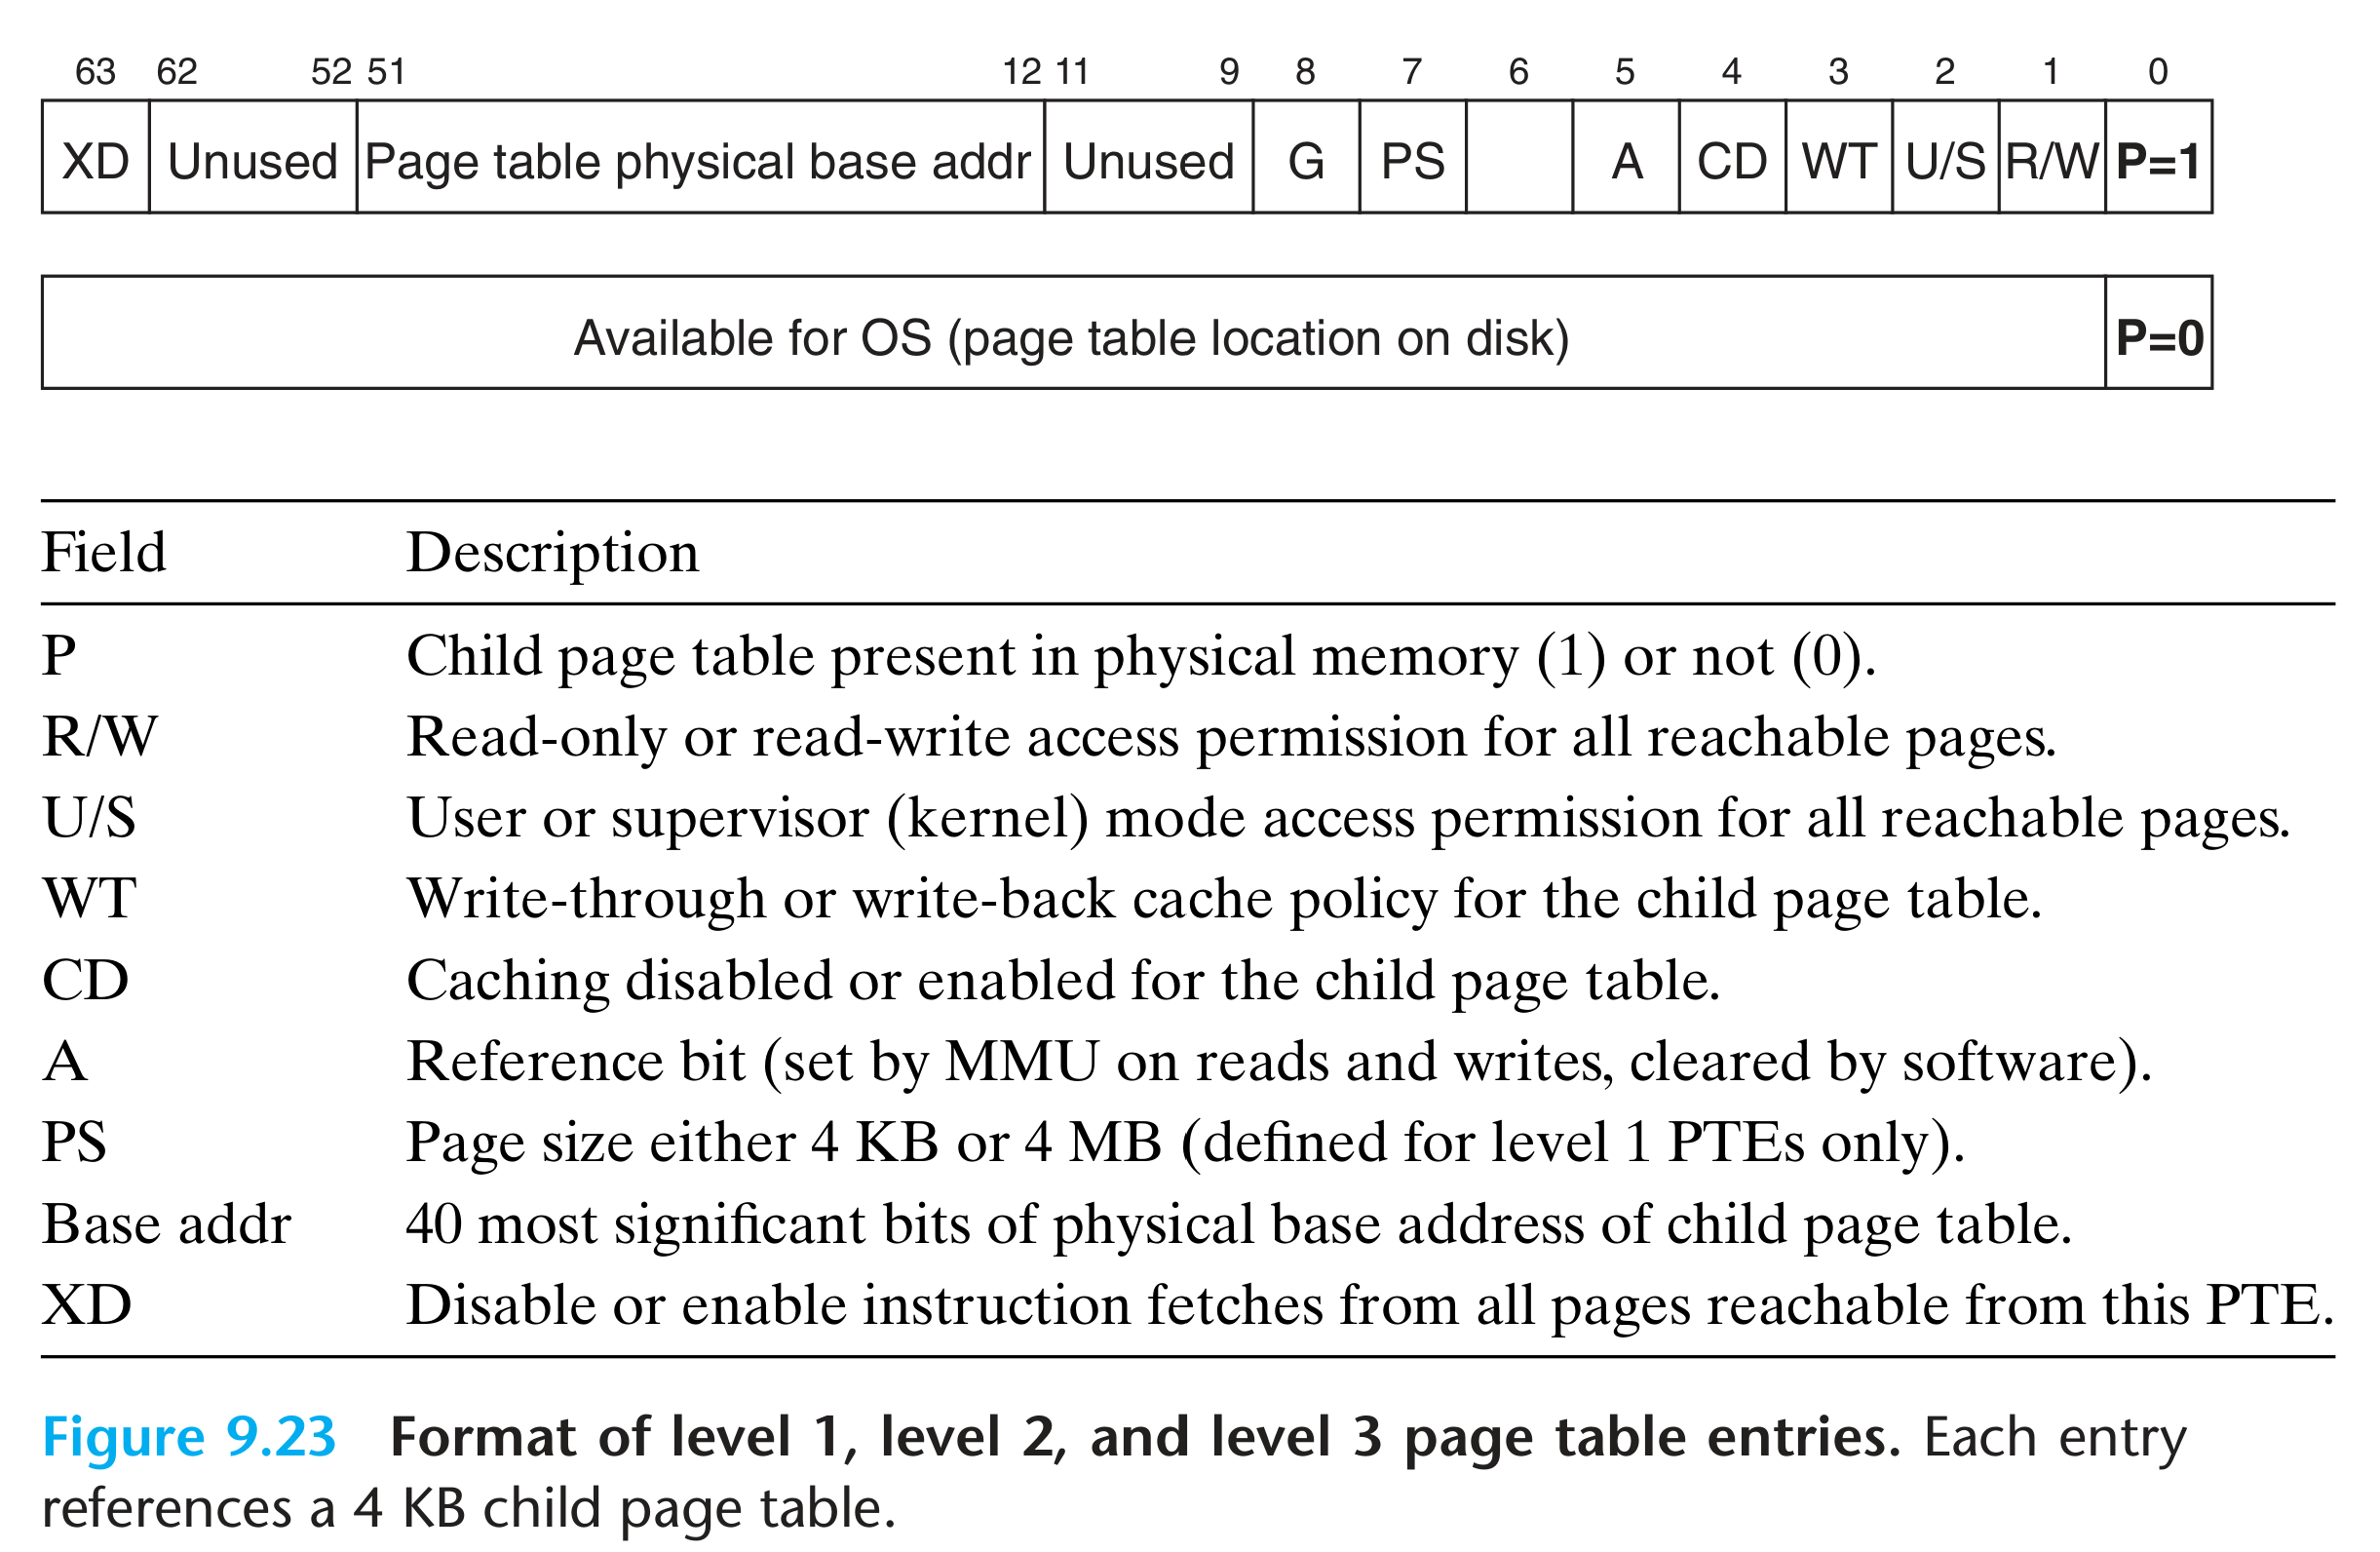 63 62 52 51 12 11 9 8 7 6 5 4 3 2 1 0
XD Unused Page table physical base addr Unused G PS A CD WT U/S R/W P=1
Available for OS (page table location on disk) P=0
Field Description
P Child page table present in physical memory (1) or not (0).
R/W Read-only or read-write access permission for all reachable pages.
U/S User or supervisor (kernel) mode access permission for all reachable pages.
WT Write-through or write-back cache policy for the child page table.
CD Caching disabled or enabled for the child page table.
A Reference bit (set by MMU on reads and writes, cleared by software).
PS Page size either 4 KB or 4 MB (defined for level 1 PTEs only).
Base addr 40 most significant bits of physical base address of child page table.
XD Disable or enable instruction fetches from all pages reachable from this PTE.
Figure 9.23 Format of level 1, level 2, and level 3 page table entries. Each entry
references a 4 KB child page table.